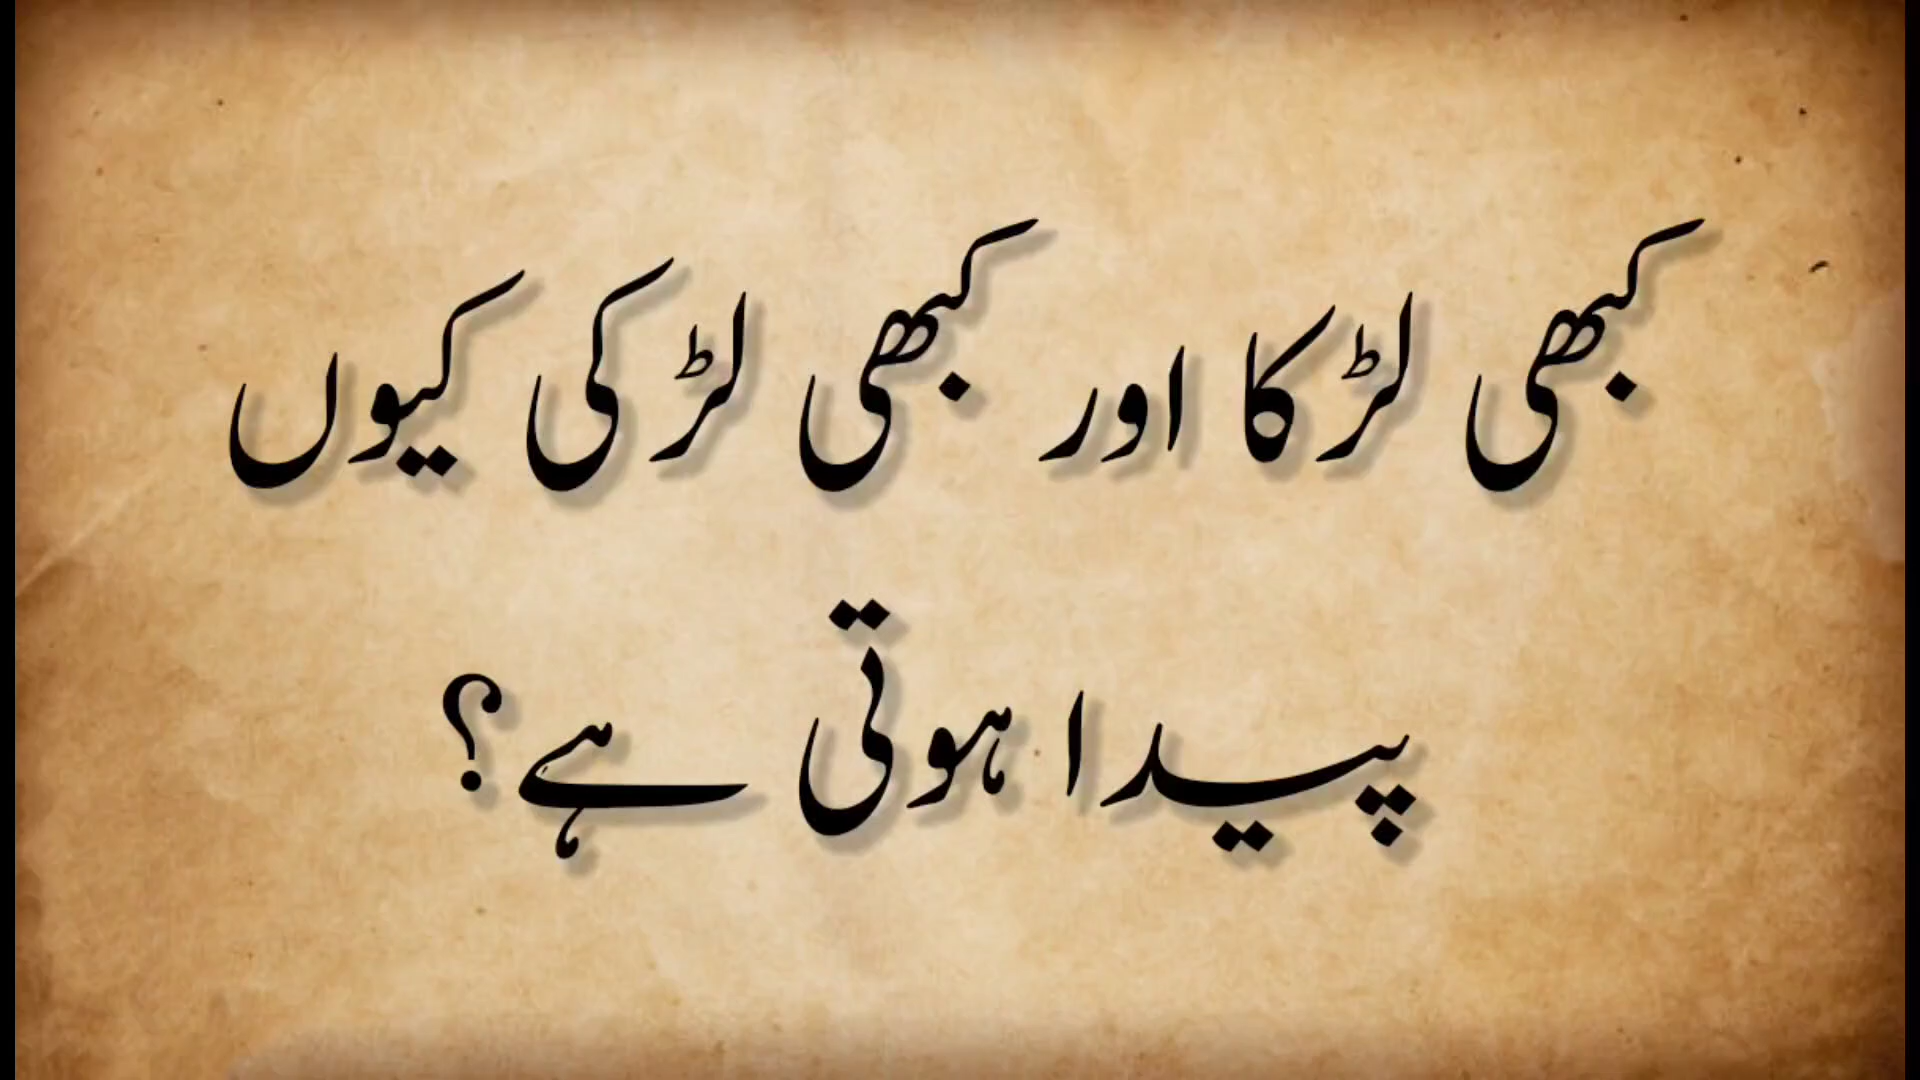 کبھی لڑکا اور کبھی لڑکی کیوں
پیدا ہوتی ہے؟